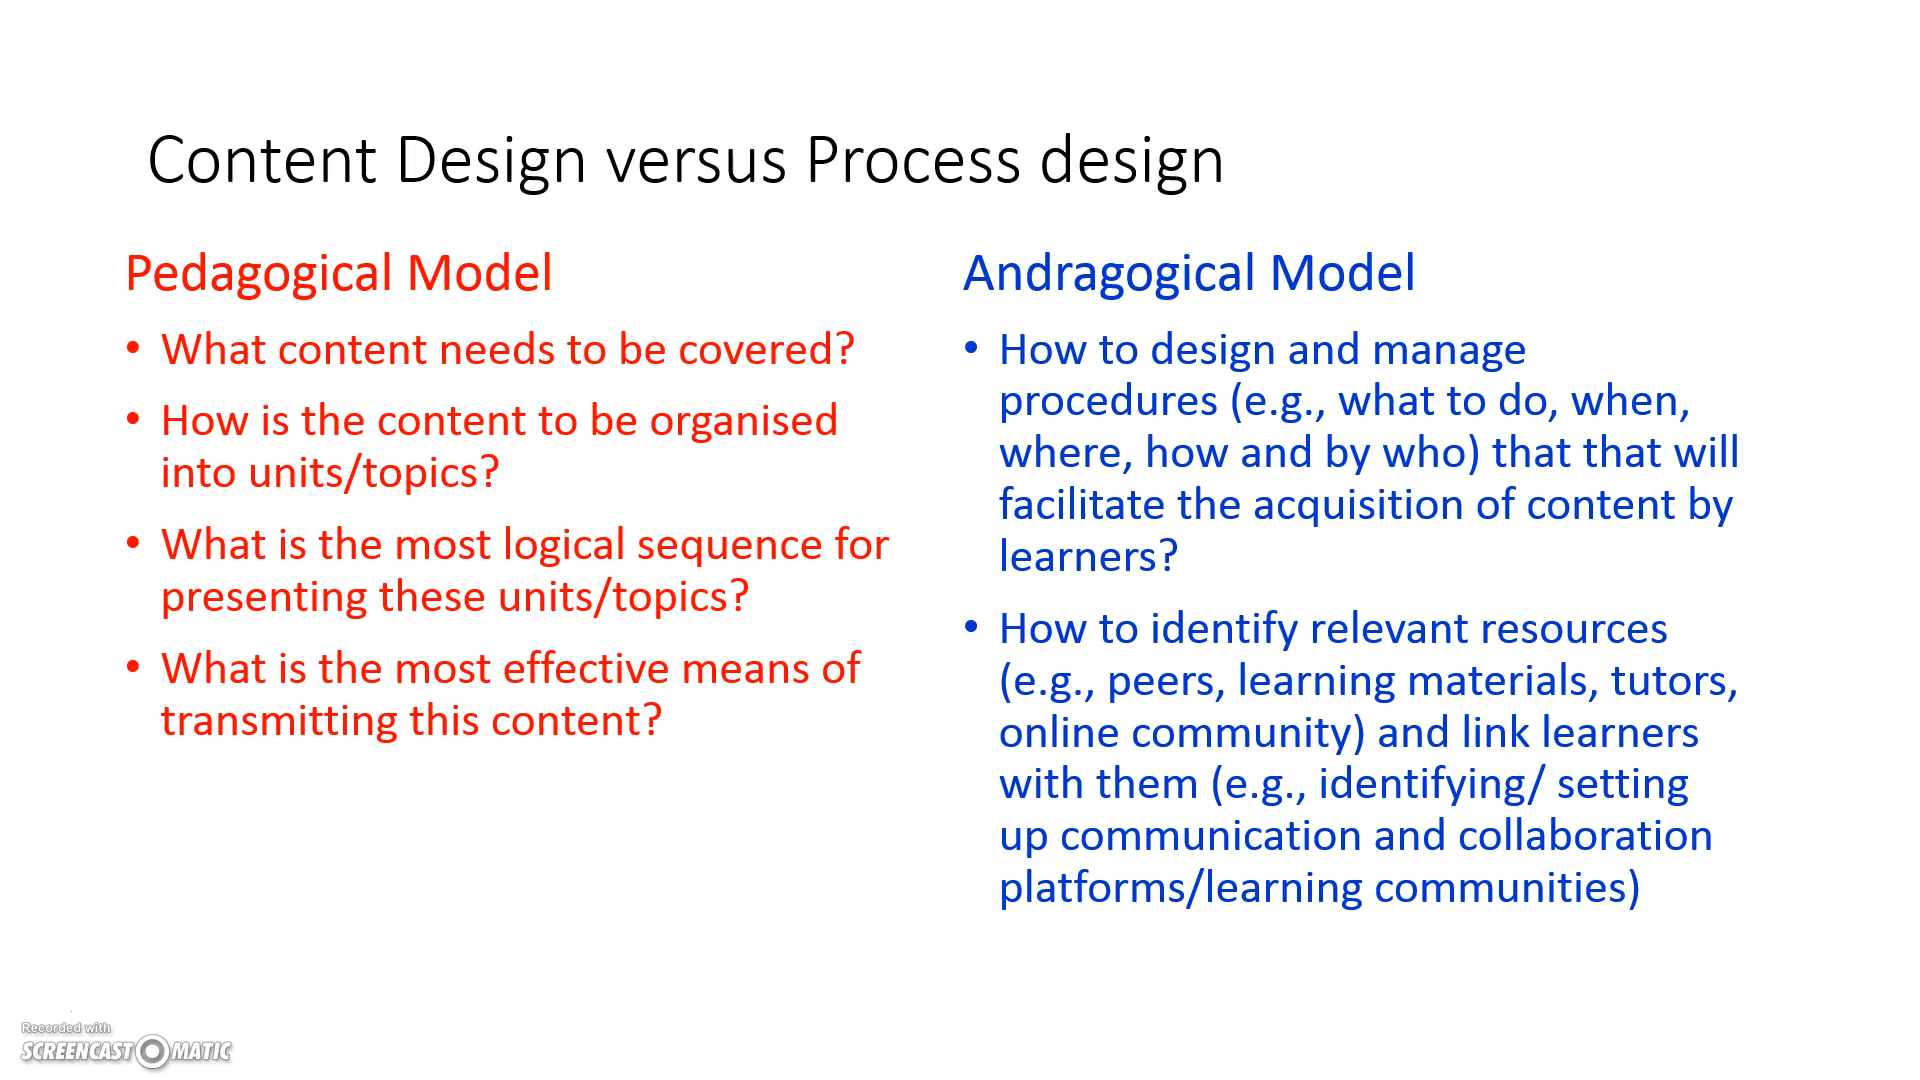 Content Design versus Process design
Pedagogical Model
• What content needs to be covered?
• How is the content to be organised
into units/topics?
• What is the most logical sequence for
presenting these units/topics?
• What is the most effective means of
transmitting this content?
Andragogical Model
• How to design and manage
procedures (e.g., what to do, when,
where, how and by who) that that will
facilitate the acquisition of content by
learners?
• How to identify relevant resources
(e.g., peers, learning materials, tutors,
online community) and link learners
with them (e.g., identifying/ setting
up communication and collaboration
platforms/learning communities)
Recorded with
SCREENCAST O MATIC